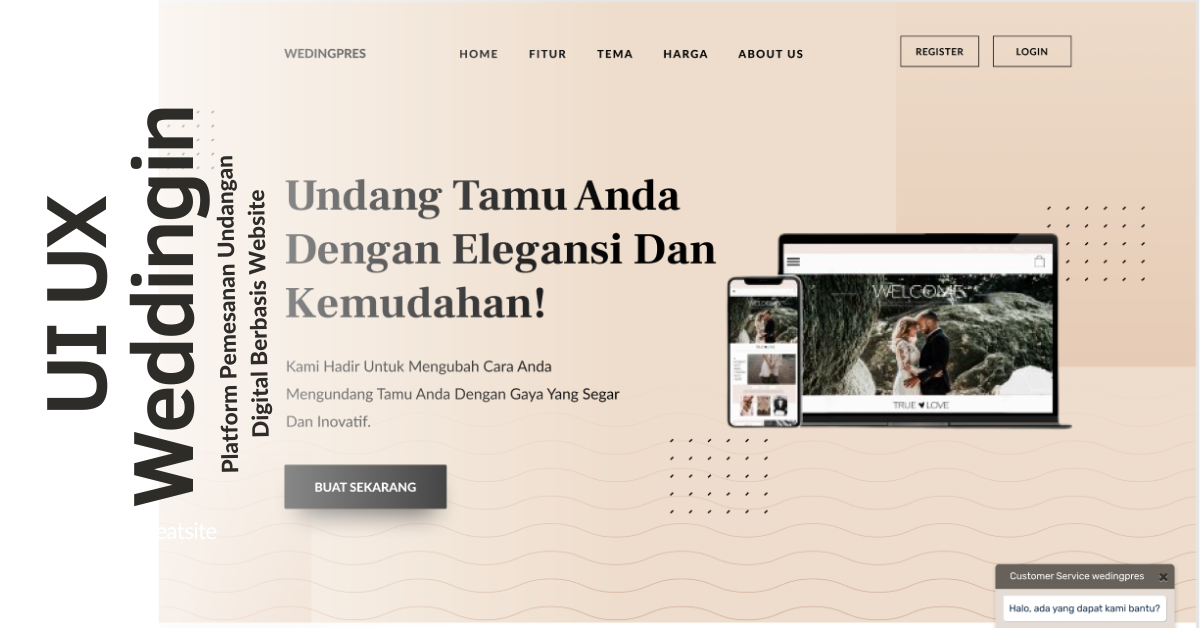 UI UX
Weddingin
Platform Pemesanan Undangan
Digital Berbasis Website
eatsite
WEDINGPRES
HOME FITUR TEMA HARGA ABOUT US
REGISTER LOGIN
Undang Tamu Anda
Dengan Elegansi Dan
Kemudahan!
Kami Hadir Untuk Mengubah Cara Anda
Mengundang Tamu Anda Dengan Gaya Yang Segar
Dan Inovatif.
BUAT SEKARANG
WELCOME
TRUE ♥ LOVE
Customer Service wedingpres x
Halo, ada yang dapat kami bantu?